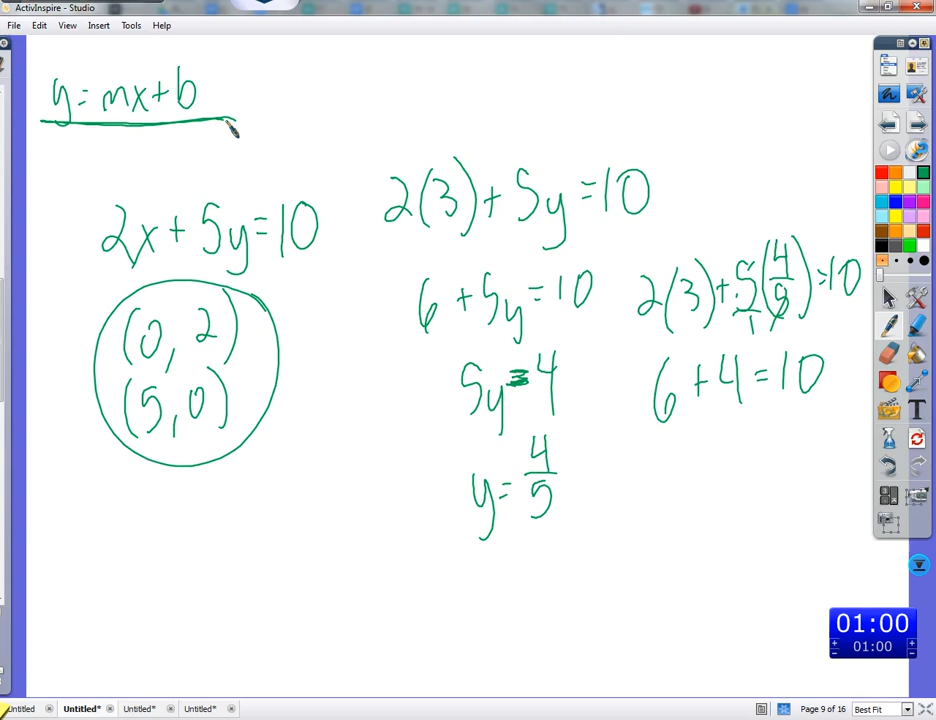 ActivInspire - Studio
File Edit View Insert Tools
y = mx + b
2x + 5y = 10
(0, 2)
(5, 0)
2(3) + 5y = 10
6 + 5y = 10
5y = 4
y = 4/5
2(3) + 5(4/5) = 10
1
6 + 4 = 10
T
01:00
01:00
Untitled Untitled* Untitled* Untitled* Page 9 of 16 Best Fit